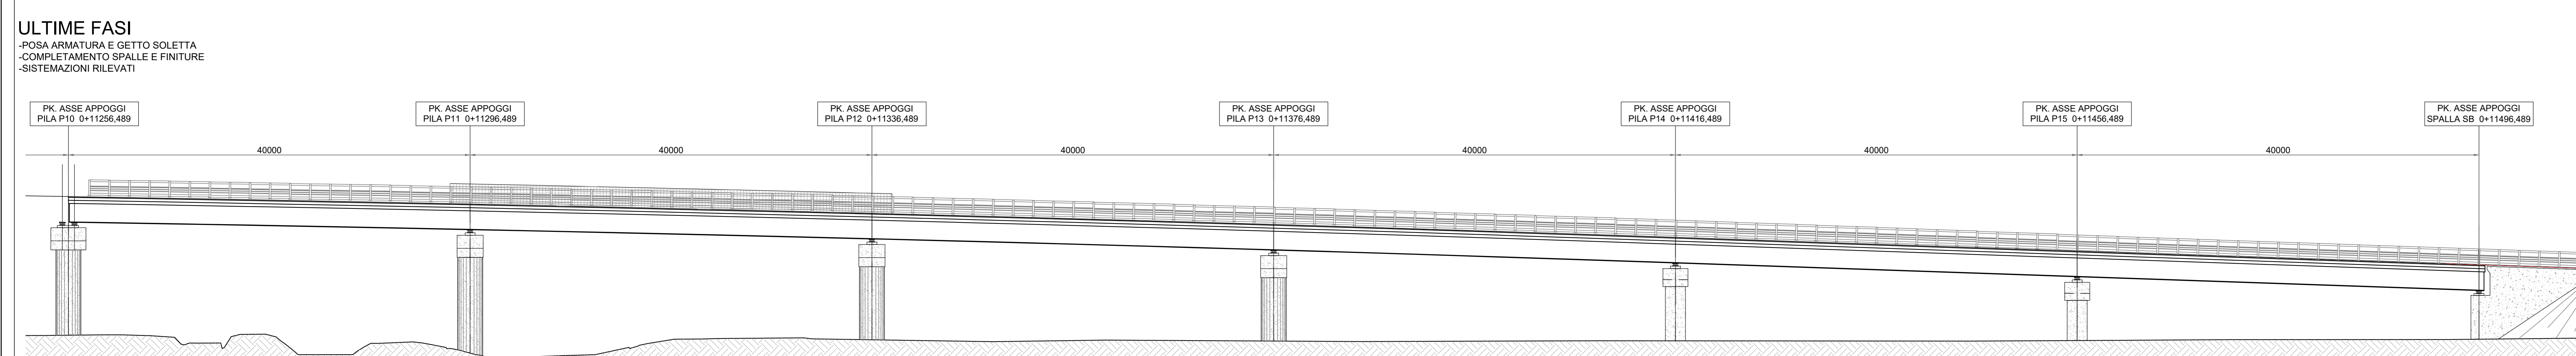 ULTIME FASI
-POSA ARMATURA E GETTO SOLETTA
-COMPLETAMENTO SPALLE E FINITURE
-SISTEMAZIONI RILEVATI
PK. ASSE APPOGGI
PILA P10 0+11256,489
PK. ASSE APPOGGI
PILA P11 0+11296,489
PK. ASSE APPOGGI
PILA P12 0+11336,489
PK. ASSE APPOGGI
PILA P13 0+11376,489
PK. ASSE APPOGGI
PILA P14 0+11416,489
PK. ASSE APPOGGI
PILA P15 0+11456,489
PK. ASSE APPOGGI
SPALLA SB 0+11496,489
40000
40000
40000
40000
40000
40000